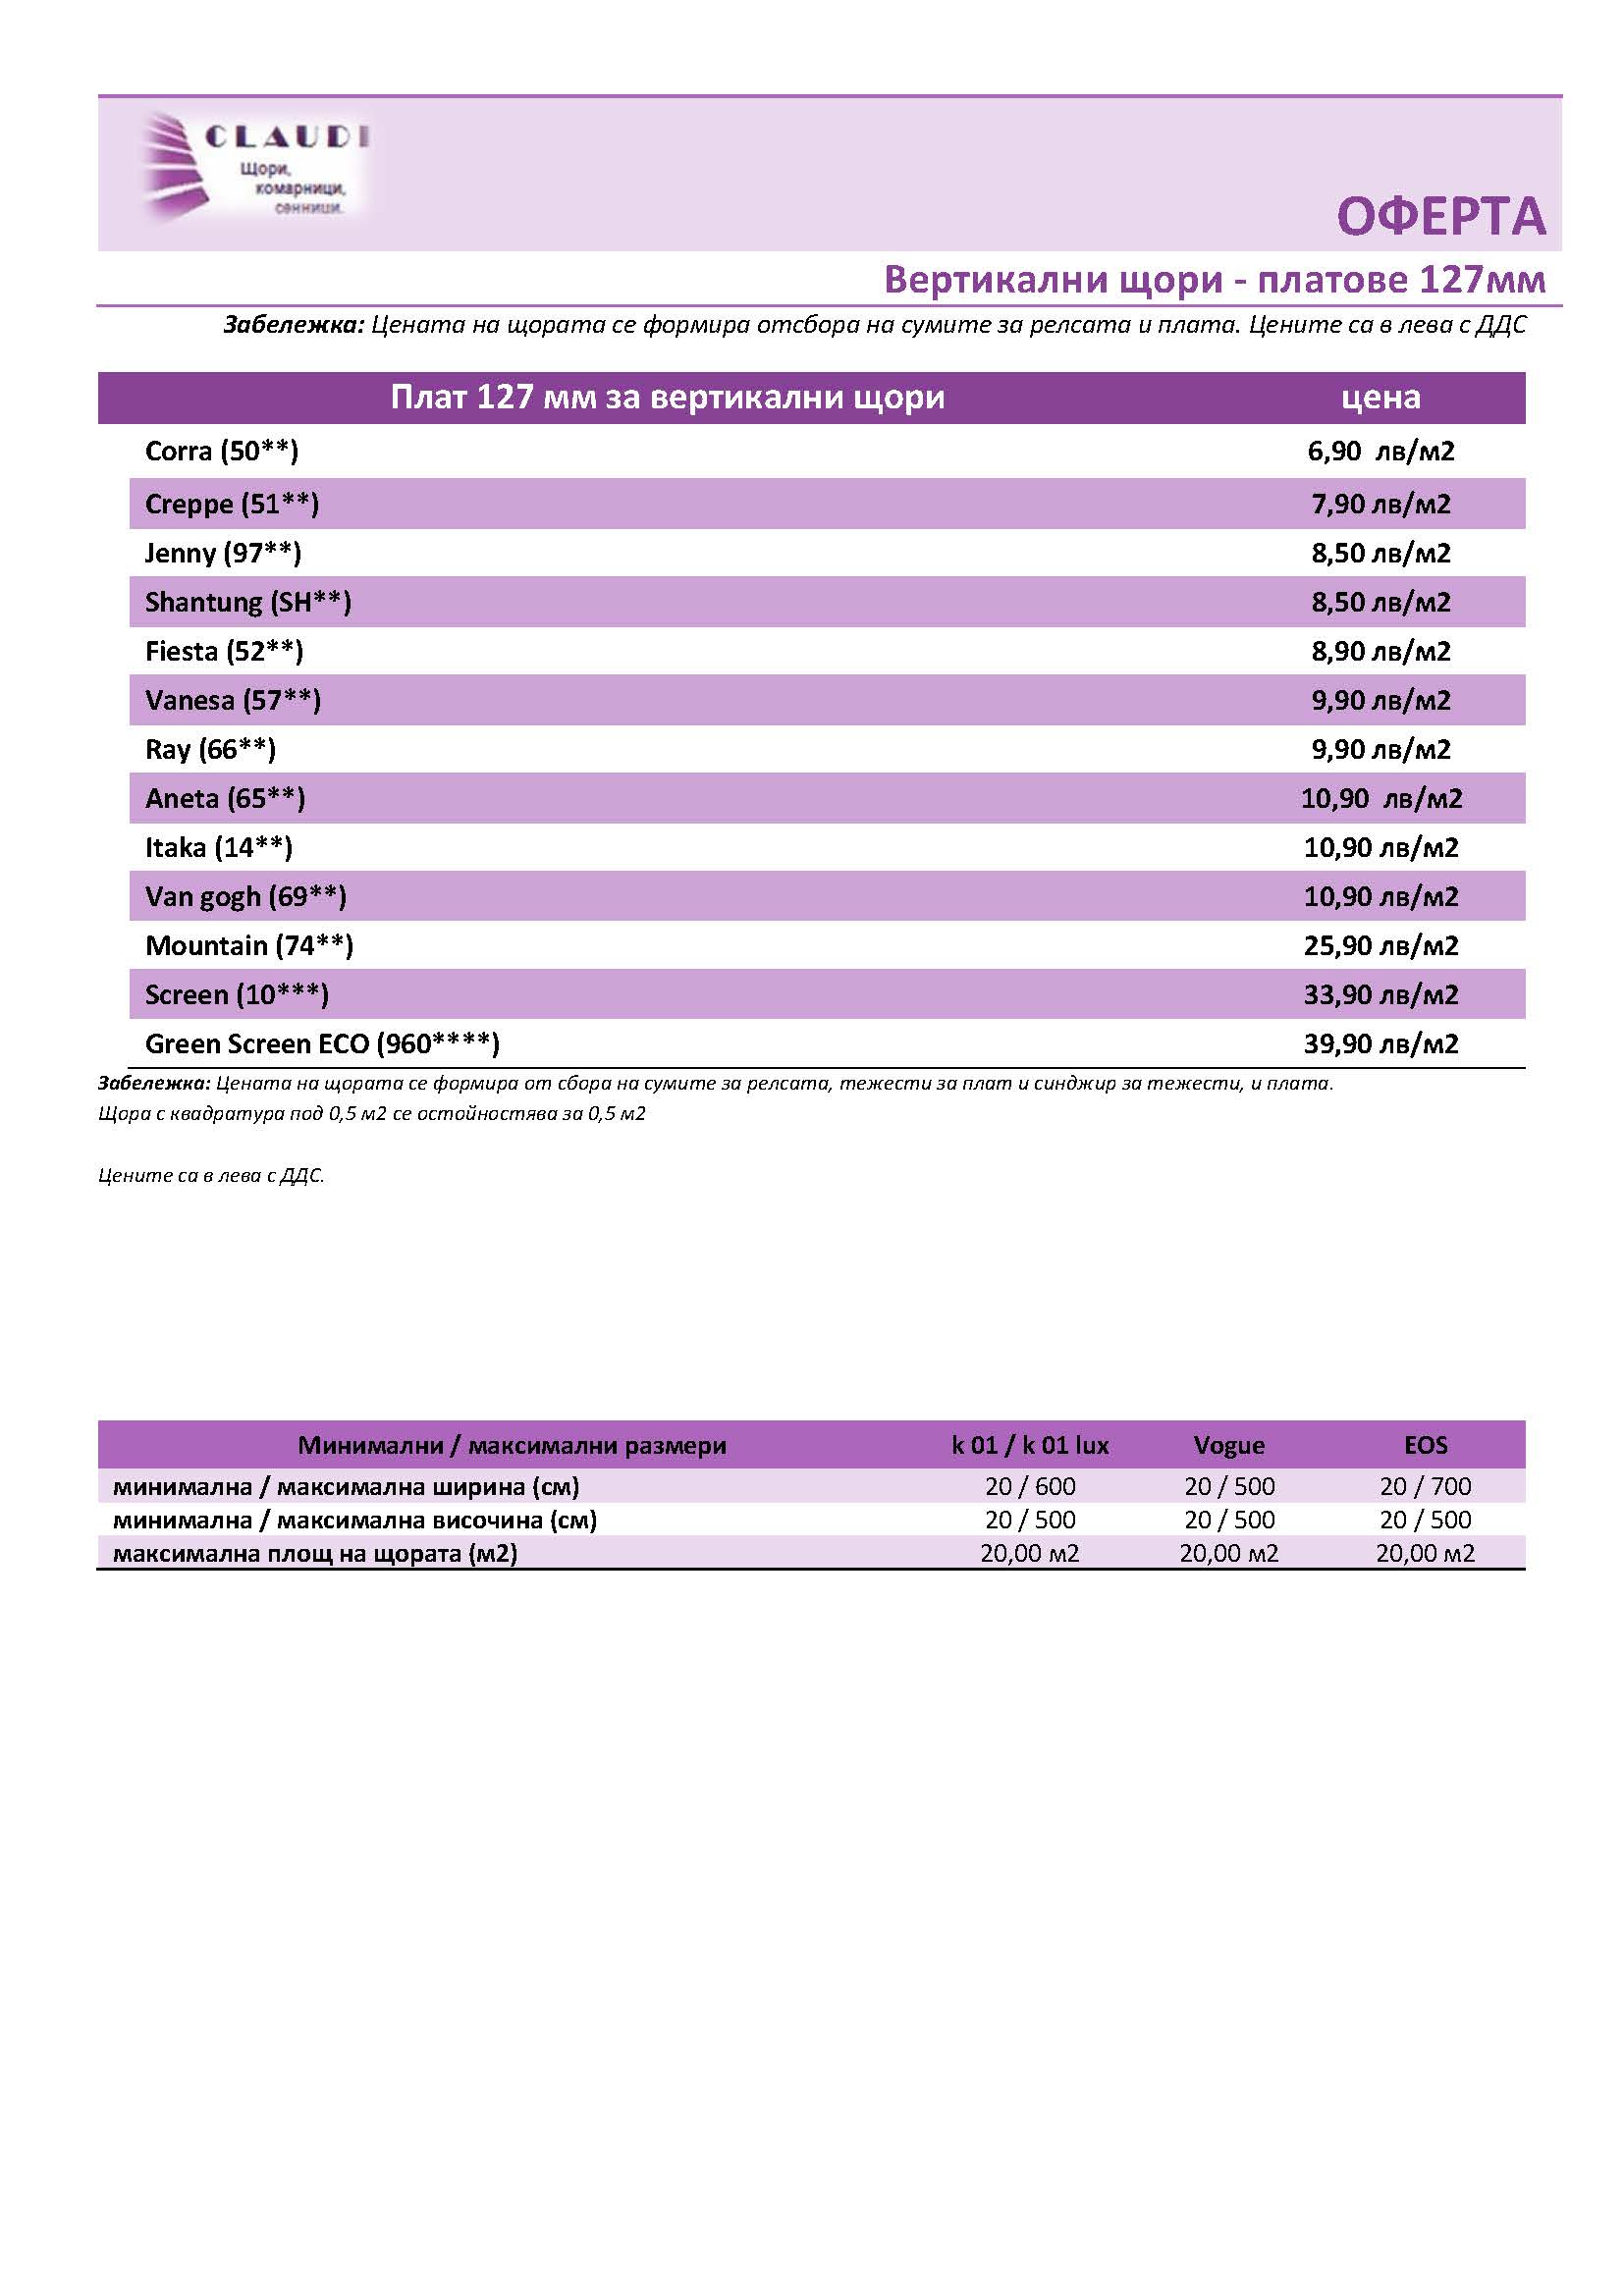 CLAUDI
Щори,
комарници,
сенници.
ОФЕРТА
Вертикални щори - платове 127мм
Забележка: Цената на щората се формира отсбора на сумите за релсата и плата. Цените са в лева с ДДС
Плат 127 мм за вертикални щори цена
Corra (50**) 6,90 лв/м2
Creppe (51**) 7,90 лв/м2
Jenny (97**) 8,50 лв/м2
Shantung (SH**) 8,50 лв/м2
Fiesta (52**) 8,90 лв/м2
Vanesa (57**) 9,90 лв/м2
Ray (66**) 9,90 лв/м2
Aneta (65**) 10,90 лв/м2
Itaka (14**) 10,90 лв/м2
Van gogh (69**) 10,90 лв/м2
Mountain (74**) 25,90 лв/м2
Screen (10***) 33,90 лв/м2
Green Screen ECO (960****) 39,90 лв/м2
Забележка: Цената на щората се формира от сбора на сумите за релсата, тежести за плат и синджир за тежести, и плата.
Щора с квадратура под 0,5 м2 се остойностява за 0,5 м2
Цените са в лева с ДДС.
Минимални / максимални размери k 01 / k 01 lux Vogue EOS
минимална / максимална ширина (см) 20 / 600 20 / 500 20 / 700
минимална / максимална височина (см) 20 / 500 20 / 500 20 / 500
максимална площ на щората (м2) 20,00 м2 20,00 м2 20,00 м2